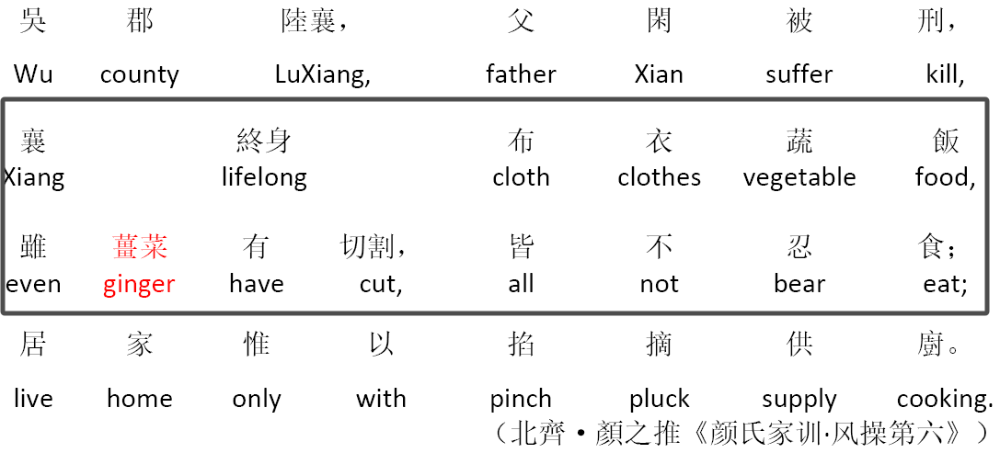 吳 郡 陸襄， 父 閑 被 刑，
Wu county LuXiang, father Xian suffer kill,
襄 終身 布 衣 蔬 飯
Xiang lifelong cloth clothes vegetable food,
雖 薑菜 有 切割， 皆 不 忍 食；
even ginger have cut, all not bear eat;
居 家 惟 以 掐 摘 供 廚。
live home only with pinch pluck supply cooking.
（北齊·顏之推《颜氏家训·风操第六》）